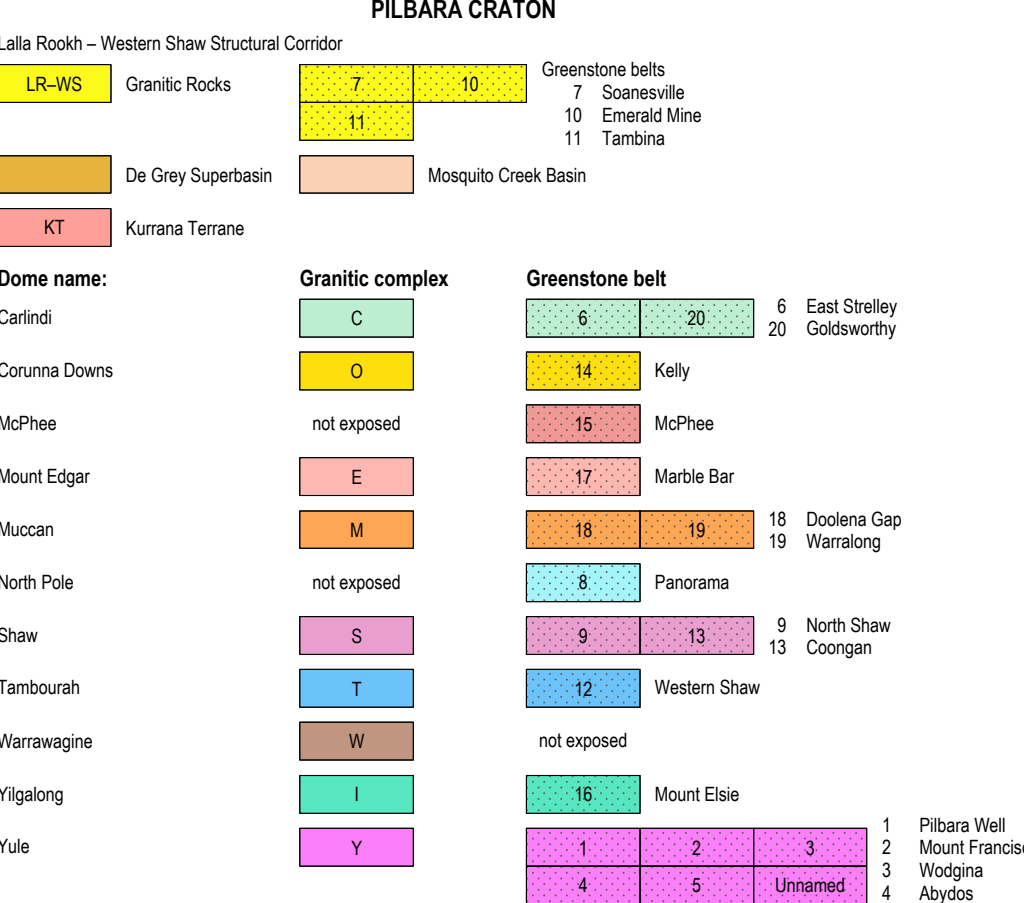 PILBARA CRATON
Lalla Rookh – Western Shaw Structural Corridor
LR–WS Granitic Rocks 7 10 Greenstone belts
7 Soanesville
11 10 Emerald Mine
11 Tambina
De Grey Superbasin Mosquito Creek Basin
KT Kurrana Terrane
Dome name: Granitic complex Greenstone belt
Carlindi C 6 20 6 East Strelley
20 Goldsworthy
Corunna Downs O 14 Kelly
McPhee not exposed 15 McPhee
Mount Edgar E 17 Marble Bar
Muccan M 18 19 18 Doolena Gap
19 Warralong
North Pole not exposed 8 Panorama
Shaw S 9 13 9 North Shaw
13 Coongan
Tambourah T 12 Western Shaw
Warrawagine W not exposed
Yilgalong I 16 Mount Elsie
Yule Y 1 2 3 1 Pilbara Well
2 Mount Francisc
3 Wodgina
4 5 Unnamed 4 Abydos